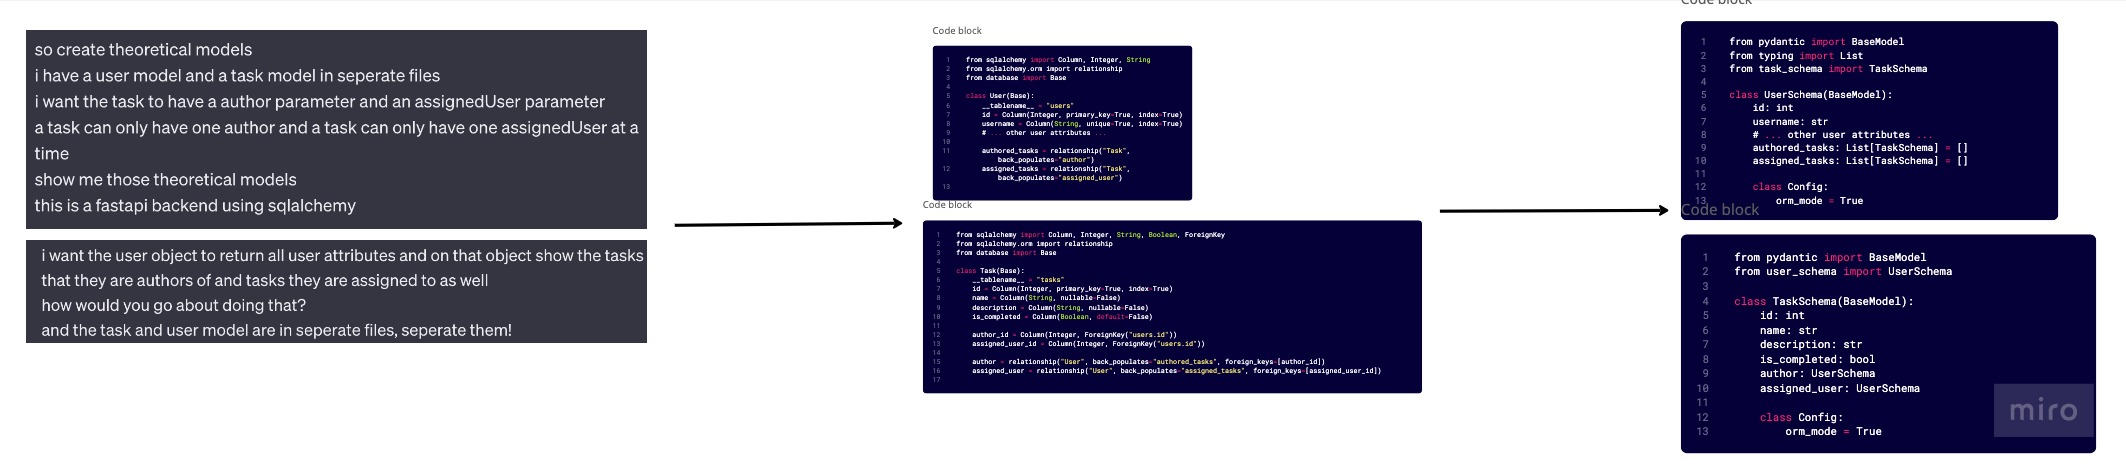 so create theoretical models
i have a user model and a task model in seperate files
i want the task to have a author parameter and an assignedUser parameter
a task can only have one author and a task can only have one assignedUser at a
time
show me those theoretical models
this is a fastapi backend using sqlalchemy
i want the user object to return all user attributes and on that object show the tasks
that they are authors of and tasks they are assigned to as well
how would you go about doing that?
and the task and user model are in seperate files, seperate them!
Code block
1 from sqlalchemy import Column, Integer, String
2 from sqlalchemy.orm import relationship
3 from database import Base
4
5 class User(Base):
6 __tablename__ = "users"
7 id = Column(Integer, primary_key=True, index=True)
8 username = Column(String, unique=True, index=True)
9 # ... other user attributes ...
10
11 authored_tasks = relationship("Task",
back_populates="author")
12 assigned_tasks = relationship("Task",
back_populates="assigned_user")
13
Code block
1 from sqlalchemy import Column, Integer, String, Boolean, ForeignKey
2 from sqlalchemy.orm import relationship
3 from database import Base
4
5 class Task(Base):
6 __tablename__ = "tasks"
7 id = Column(Integer, primary_key=True, index=True)
8 name = Column(String, nullable=False)
9 description = Column(String, nullable=False)
10 is_completed = Column(Boolean, default=False)
11
12 author_id = Column(Integer, ForeignKey("users.id"))
13 assigned_user_id = Column(Integer, ForeignKey("users.id"))
14
15 author = relationship("User", back_populates="authored_tasks", foreign_keys=[author_id])
16 assigned_user = relationship("User", back_populates="assigned_tasks", foreign_keys=[assigned_user_id])
17
Code block
1 from pydantic import BaseModel
2 from typing import List
3 from task_schema import TaskSchema
4
5 class UserSchema(BaseModel):
6 id: int
7 username: str
8 # ... other user attributes ...
9 authored_tasks: List[TaskSchema] = []
10 assigned_tasks: List[TaskSchema] = []
11
12 class Config:
13 orm_mode = True
Code block
1 from pydantic import BaseModel
2 from user_schema import UserSchema
3
4 class TaskSchema(BaseModel):
5 id: int
6 name: str
7 description: str
8 is_completed: bool
9 author: UserSchema
10 assigned_user: UserSchema
11
12 class Config:
13 orm_mode = True
miro